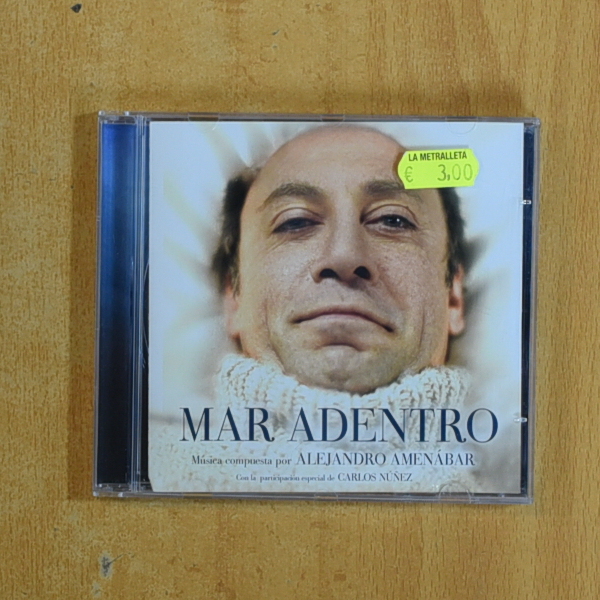 LA METRALLETA
€ 3,00
MAR ADENTRO
Música compuesta por ALEJANDRO AMENÁBAR
Con la participación especial de CARLOS NÚÑEZ